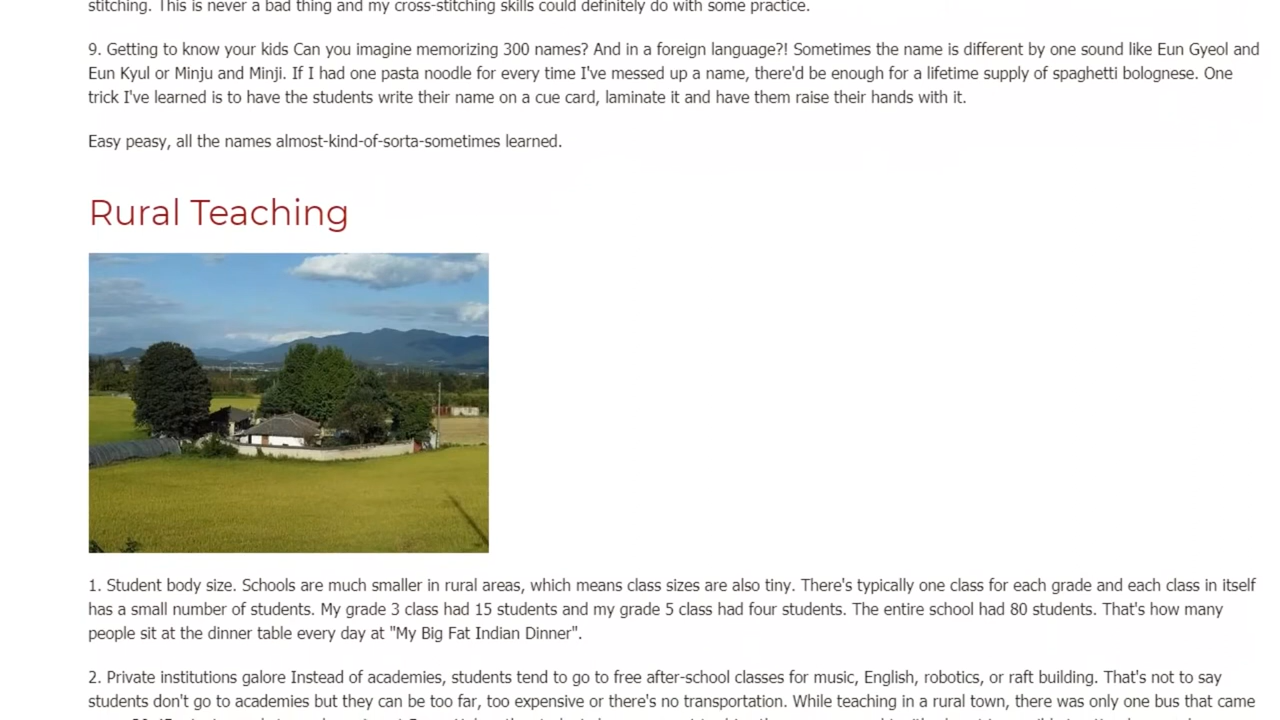 stitching. This is never a bad thing and my cross-stitching skills could definitely do with some practice.
9. Getting to know your kids Can you imagine memorizing 300 names? And in a foreign language?! Sometimes the name is different by one sound like Eun Gyeol and
Eun Kyul or Minju and Minji. If I had one pasta noodle for every time I've messed up a name, there'd be enough for a lifetime supply of spaghetti bolognese. One
trick I've learned is to have the students write their name on a cue card, laminate it and have them raise their hands with it.
Easy peasy, all the names almost-kind-of-sorta-sometimes learned.
Rural Teaching
1. Student body size. Schools are much smaller in rural areas, which means class sizes are also tiny. There's typically one class for each grade and each class in itself
has a small number of students. My grade 3 class had 15 students and my grade 5 class had four students. The entire school had 80 students. That's how many
people sit at the dinner table every day at "My Big Fat Indian Dinner".
2. Private institutions galore Instead of academies, students tend to go to free after-school classes for music, English, robotics, or raft building. That's not to say
students don't go to academies but they can be too far, too expensive or there's no transportation. While teaching in a rural town, there was only one bus that came